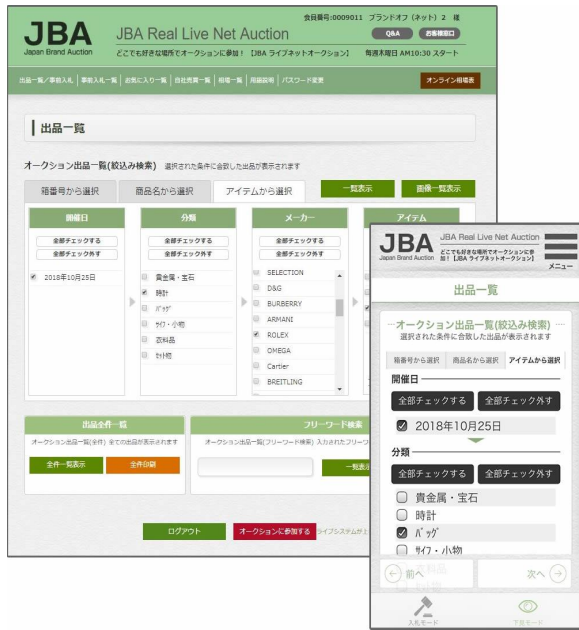 会員番号:0009011 ブランドオフ (ネット) 2 様
JBA
Japan Brand Auction
JBA Real Live Net Auction
どこでも好きな場所でオークションに参加! 【JBA ライブネットオークション】
Q&A
お客様窓口
毎週木曜日 AM10:30 スタート
出品一覧/事前入札
事前入札一覧
お気に入り一覧
自社売買一覧
相場一覧
用語説明
パスワード変更
オンライン相場表
出品一覧
オークション出品一覧(絞込み検索) 選択された条件に合致した出品が表示されます
箱番号から選択
商品名から選択
アイテムから選択
一覧表示
画像一覧表示
開催日
全部チェックする
全部チェック外す
2018年10月25日
分類
全部チェックする
全部チェック外す
貴金属・宝石
時計
バッグ
サイフ・小物
衣料品
セット物
メーカー
全部チェックする
全部チェック外す
SELECTION
D&G
BURBERRY
ARMANI
ROLEX
OMEGA
Cartier
BREITLING
アイテム
出品全件一覧
オークション出品一覧(全件) 全ての出品が表示されます
全件一覧表示
全件印刷
フリーワード検索
オークション出品一覧(フリーワード検索) 入力されたフリーワ
一覧表示
ログアウト
オークションに参加する
ライブシステムが上
JBA
Japan Brand Auction
JBA Real Live Net Auction
どこでも好きな場所でオークションに参
加! 【JBA ライブネットオークション】
メニュー
出品一覧
オークション出品一覧(絞込み検索)
選択された条件に合致した出品が表示されます
箱番号から選択
商品名から選択
アイテムから選択
開催日
全部チェックする
全部チェック外す
2018年10月25日
分類
全部チェックする
全部チェック外す
貴金属・宝石
時計
バッグ
サイフ・小物
衣料品
前へ
次へ
入札モード
下見モード